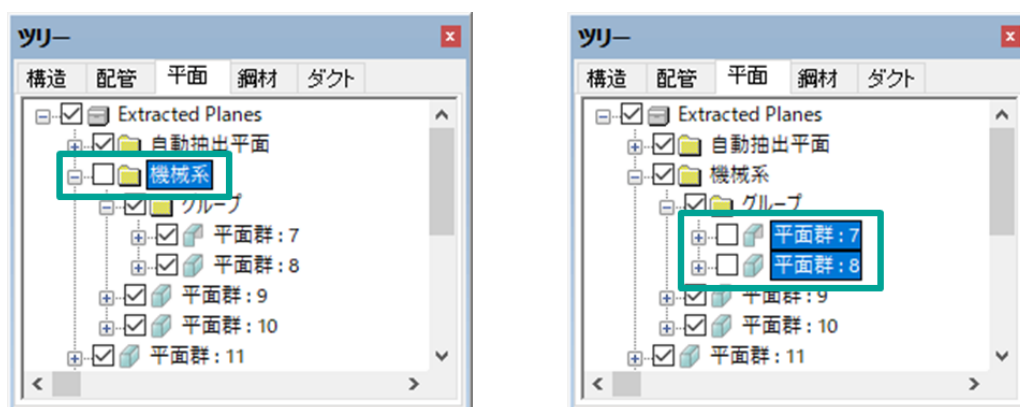 ツリー
構造 配管 平面 鋼材 ダクト
Extracted Planes
自動抽出平面
機械系
グループ
平面群 : 7
平面群 : 8
平面群 : 9
平面群 : 10
平面群 : 11
ツリー
構造 配管 平面 鋼材 ダクト
Extracted Planes
自動抽出平面
機械系
グループ
平面群 : 7
平面群 : 8
平面群 : 9
平面群 : 10
平面群 : 11